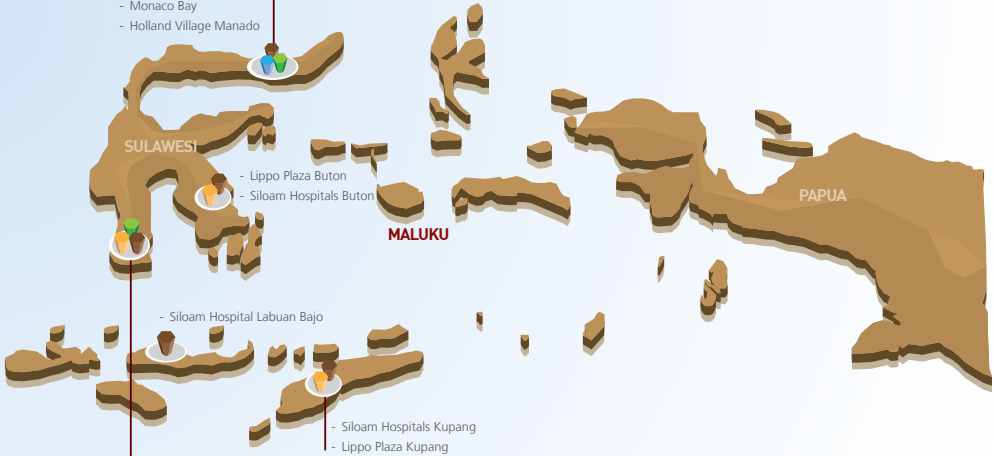 - Monaco Bay
- Holland Village Manado
SULAWESI
- Lippo Plaza Buton
- Siloam Hospitals Buton
PAPUA
MALUKU
- Siloam Hospital Labuan Bajo
- Siloam Hospitals Kupang
- Lippo Plaza Kupang